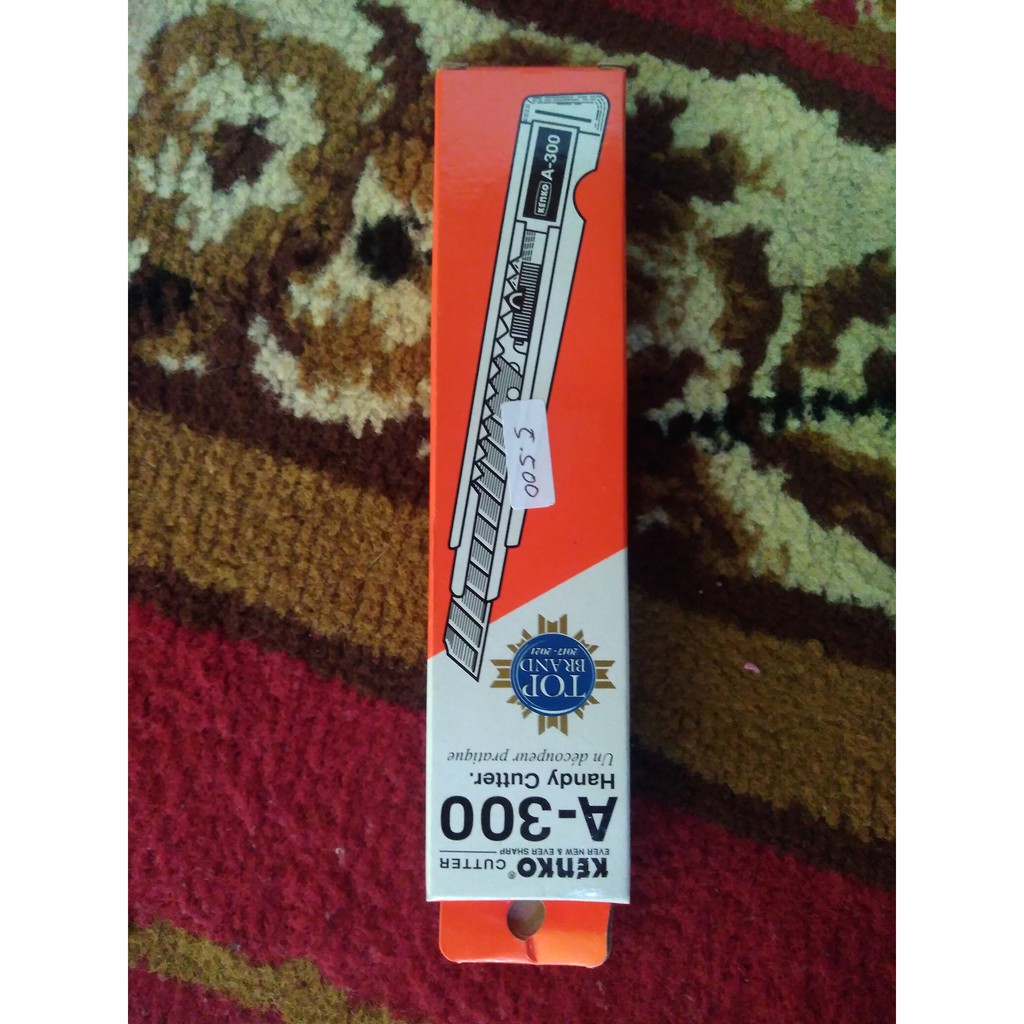 KENKO® CUTTER
EVER NEW & EVER SHARP
A-300
Handy Cutter.
Un découpeur pratique
TOP
BRAND
2017 - 2021
5.500
KENKO A-300